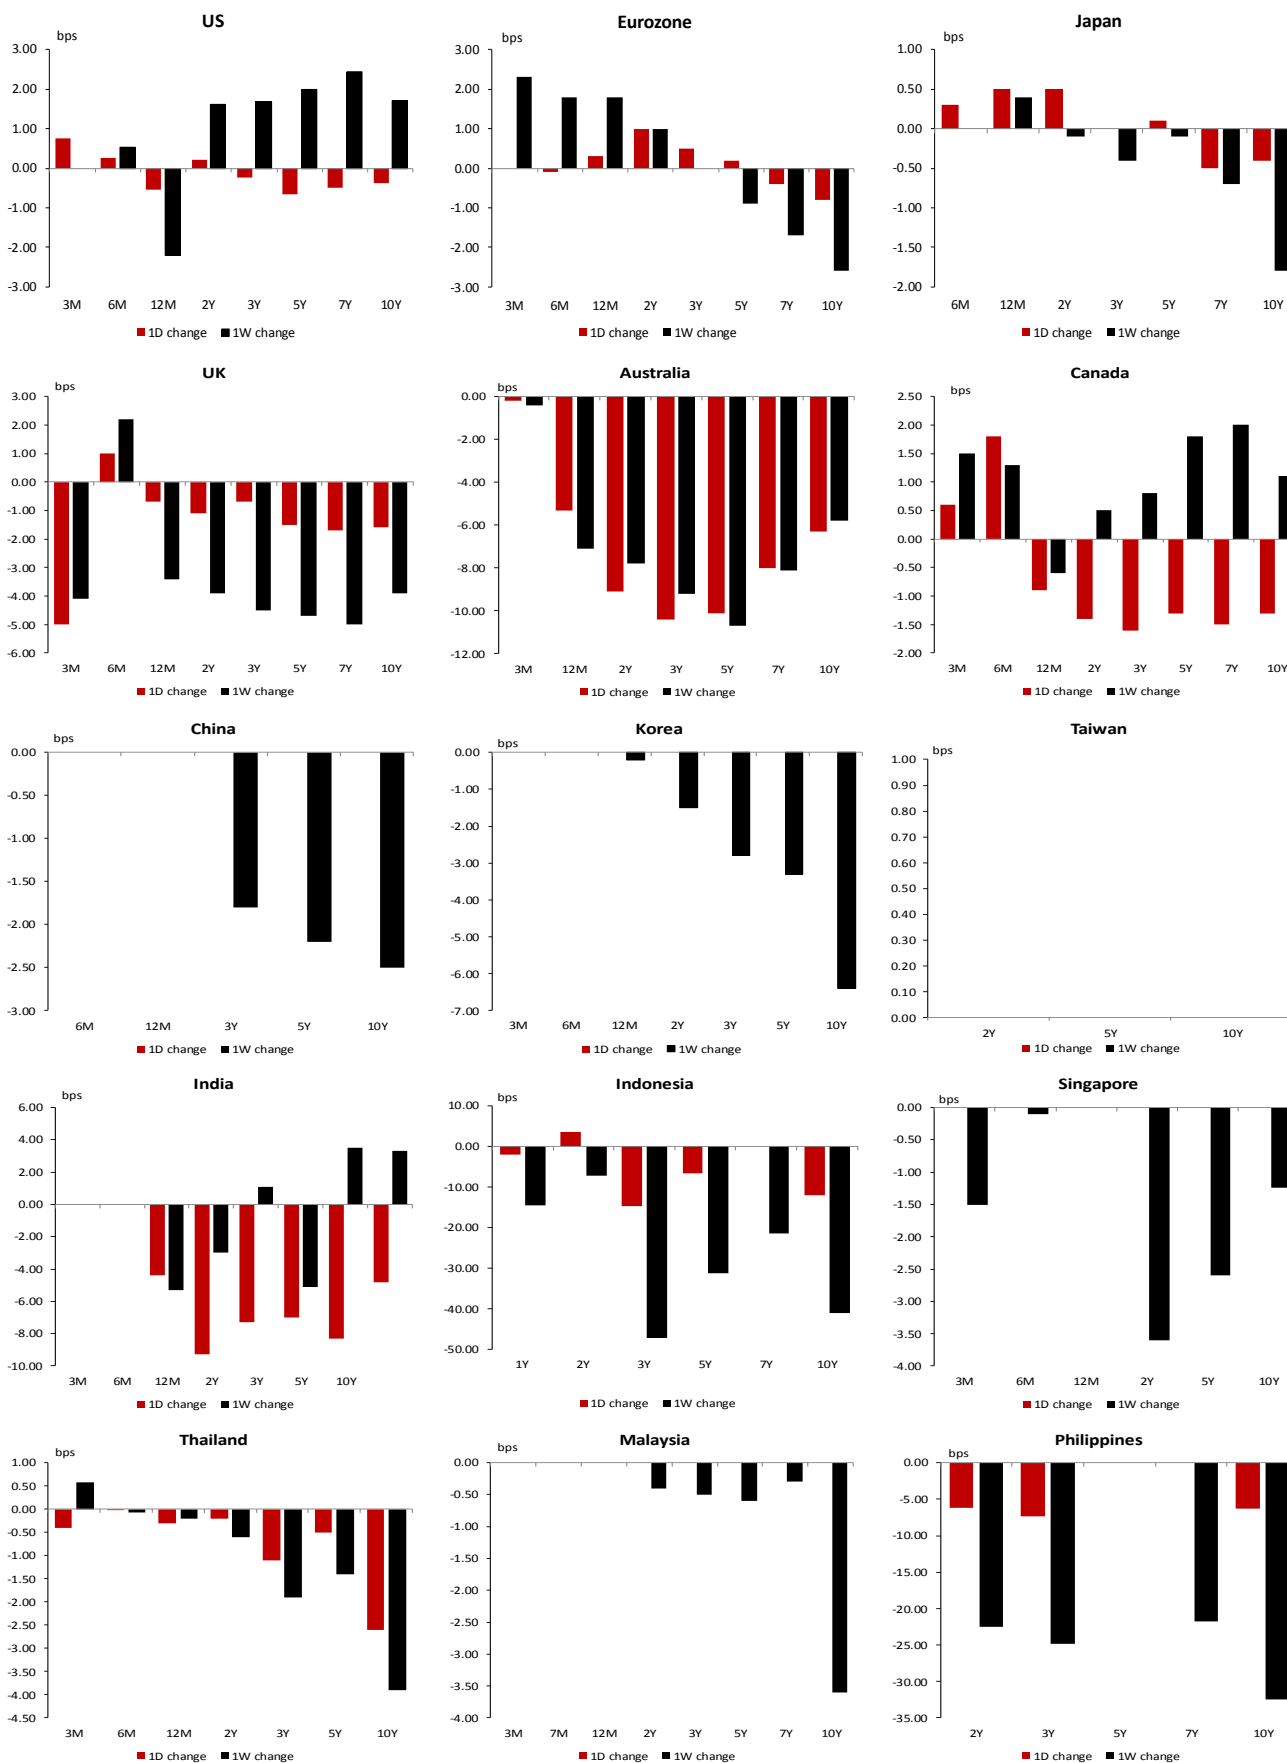 US
bps
3.00
2.00
1.00
0.00
-1.00
-2.00
-3.00
3M 6M 12M 2Y 3Y 5Y 7Y 10Y
1D change 1W change
Eurozone
bps
3.00
2.00
1.00
0.00
-1.00
-2.00
-3.00
3M 6M 12M 2Y 3Y 5Y 7Y 10Y
1D change 1W change
Japan
bps
1.00
0.50
0.00
-0.50
-1.00
-1.50
-2.00
6M 12M 2Y 3Y 5Y 7Y 10Y
1D change 1W change
UK
bps
3.00
2.00
1.00
0.00
-1.00
-2.00
-3.00
-4.00
-5.00
-6.00
3M 6M 12M 2Y 3Y 5Y 7Y 10Y
1D change 1W change
Australia
bps
0.00
-2.00
-4.00
-6.00
-8.00
-10.00
-12.00
3M 12M 2Y 3Y 5Y 7Y 10Y
1D change 1W change
Canada
bps
2.50
2.00
1.50
1.00
0.50
0.00
-0.50
-1.00
-1.50
-2.00
3M 6M 12M 2Y 3Y 5Y 7Y 10Y
1D change 1W change
China
bps
0.00
-0.50
-1.00
-1.50
-2.00
-2.50
-3.00
6M 12M 3Y 5Y 10Y
1D change 1W change
Korea
bps
0.00
-1.00
-2.00
-3.00
-4.00
-5.00
-6.00
-7.00
3M 6M 12M 2Y 3Y 5Y 10Y
1D change 1W change
Taiwan
bps
1.00
0.90
0.80
0.70
0.60
0.50
0.40
0.30
0.20
0.10
0.00
2Y 5Y 10Y
1D change 1W change
India
bps
6.00
4.00
2.00
0.00
-2.00
-4.00
-6.00
-8.00
-10.00
3M 6M 12M 2Y 3Y 5Y 10Y
1D change 1W change
Indonesia
bps
10.00
0.00
-10.00
-20.00
-30.00
-40.00
-50.00
1Y 2Y 3Y 5Y 7Y 10Y
1D change 1W change
Singapore
bps
0.00
-0.50
-1.00
-1.50
-2.00
-2.50
-3.00
-3.50
-4.00
3M 6M 12M 2Y 5Y 10Y
1D change 1W change
Thailand
bps
1.00
0.50
0.00
-0.50
-1.00
-1.50
-2.00
-2.50
-3.00
-3.50
-4.00
-4.50
3M 6M 12M 2Y 3Y 5Y 10Y
1D change 1W change
Malaysia
bps
0.00
-0.50
-1.00
-1.50
-2.00
-2.50
-3.00
-3.50
-4.00
3M 7M 12M 2Y 3Y 5Y 7Y 10Y
1D change 1W change
Philippines
bps
0.00
-5.00
-10.00
-15.00
-20.00
-25.00
-30.00
-35.00
2Y 3Y 5Y 7Y 10Y
1D change 1W change